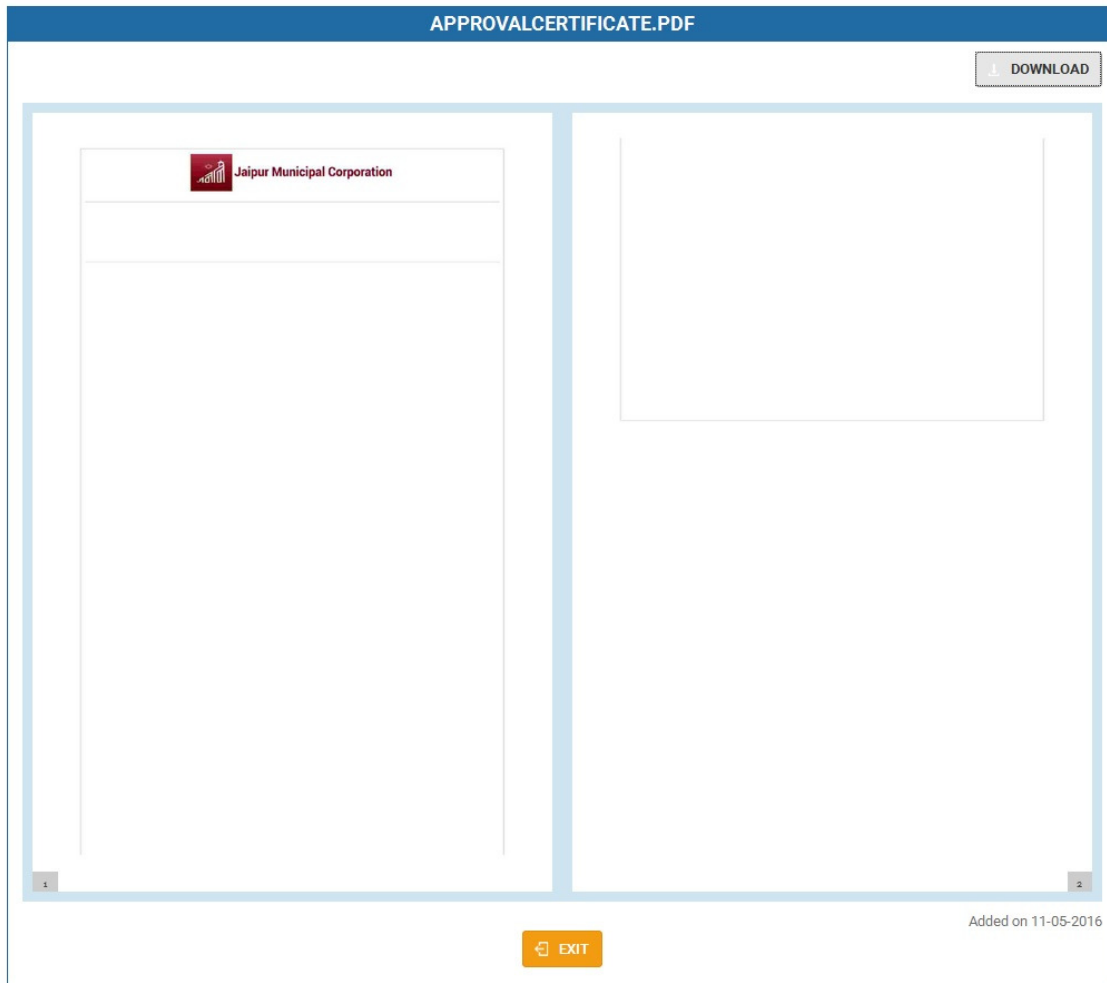 APPROVALCERTIFICATE.PDF
DOWNLOAD
Jaipur Municipal Corporation
1
2
Added on 11-05-2016
EXIT